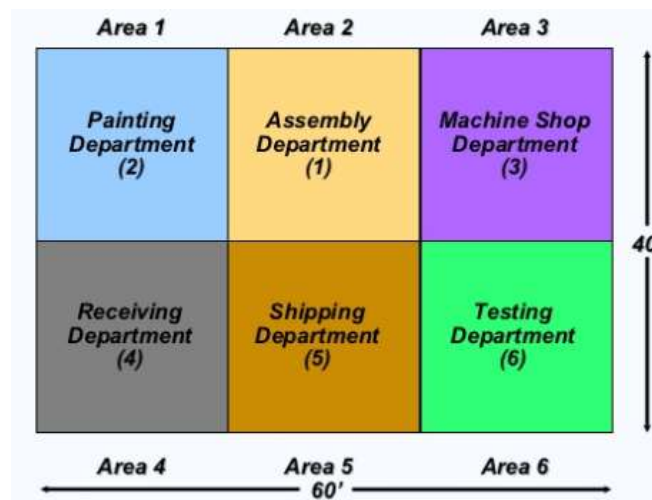 Area 1 Area 2 Area 3
Painting Department (2)
Assembly Department (1)
Machine Shop Department (3)
40
Receiving Department (4)
Shipping Department (5)
Testing Department (6)
Area 4 Area 5 Area 6
60'